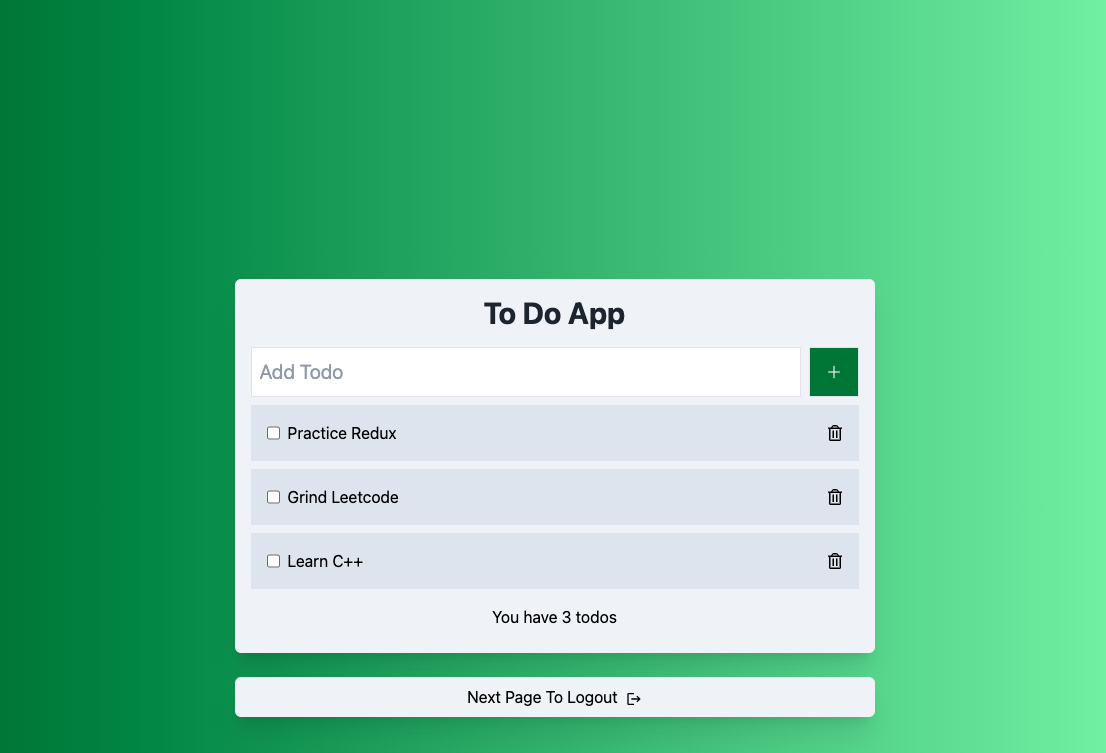 To Do App
Add Todo
Practice Redux
Grind Leetcode
Learn C++
You have 3 todos
Next Page To Logout